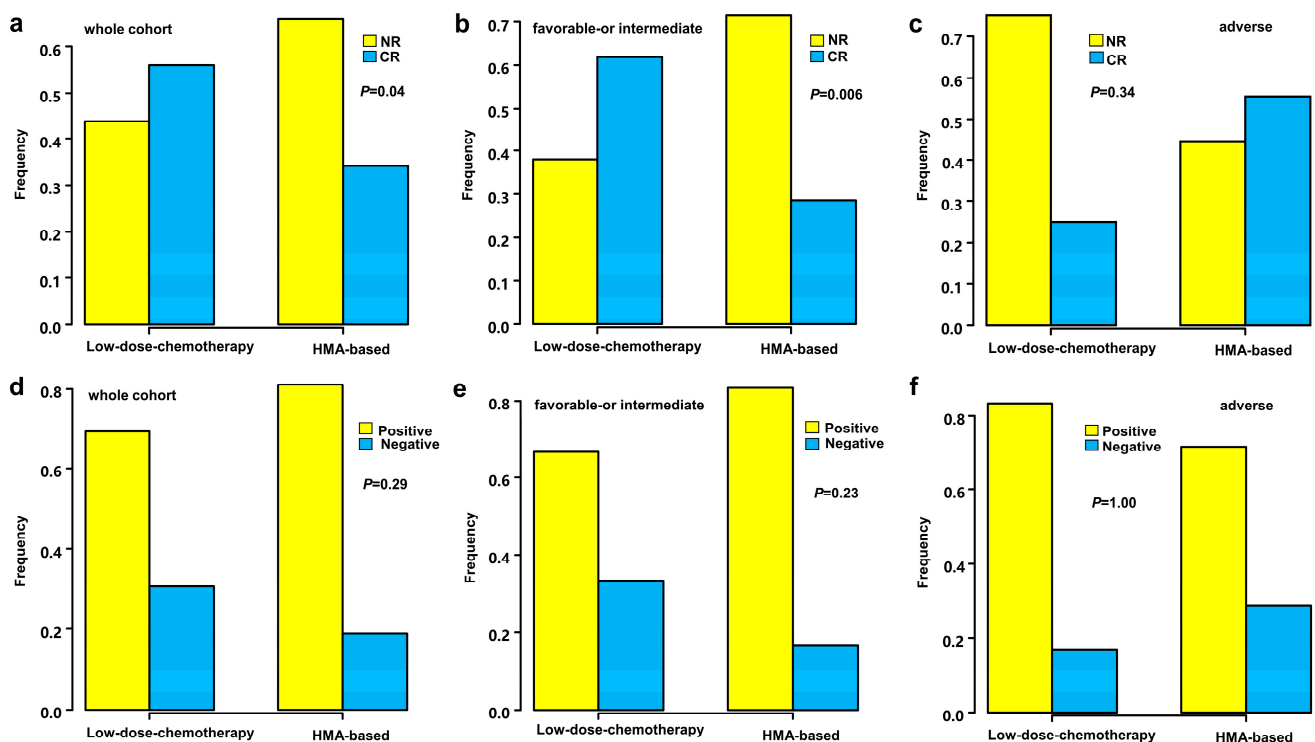 a
whole cohort
NR
CR
P=0.04
Frequency
0.6
0.5
0.4
0.3
0.2
0.1
0.0
Low-dose-chemotherapy
HMA-based
b
favorable-or intermediate
NR
CR
P=0.006
Frequency
0.7
0.6
0.5
0.4
0.3
0.2
0.1
0.0
Low-dose-chemotherapy
HMA-based
c
adverse
NR
CR
P=0.34
Frequency
0.7
0.6
0.5
0.4
0.3
0.2
0.1
0.0
Low-dose-chemotherapy
HMA-based
d
whole cohort
Positive
Negative
P=0.29
Frequency
0.8
0.6
0.4
0.2
0.0
Low-dose-chemotherapy
HMA-based
e
favorable-or intermediate
Positive
Negative
P=0.23
Frequency
0.8
0.6
0.4
0.2
0.0
Low-dose-chemotherapy
HMA-based
f
adverse
Positive
Negative
P=1.00
Frequency
0.8
0.6
0.4
0.2
0.0
Low-dose-chemotherapy
HMA-based